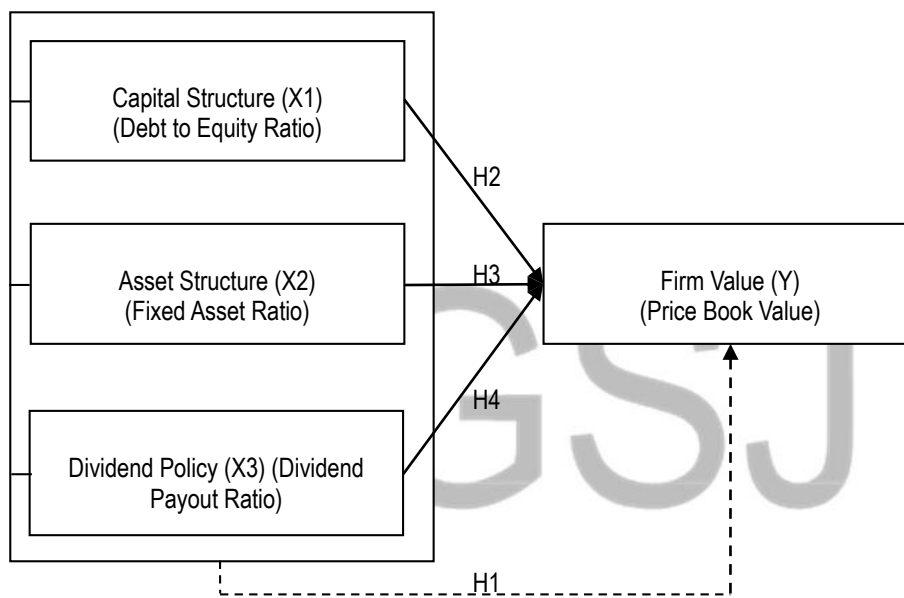 Capital Structure (X1)
(Debt to Equity Ratio)
H2
Asset Structure (X2)
(Fixed Asset Ratio)
H3
Firm Value (Y)
(Price Book Value)
GSJ
H4
Dividend Policy (X3) (Dividend
Payout Ratio)
H1